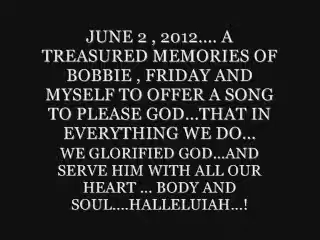 JUNE 2 , 2012.... A
TREASURED MEMORIES OF
BOBBIE , FRIDAY AND
MYSELF TO OFFER A SONG
TO PLEASE GOD...THAT IN
EVERYTHING WE DO...
WE GLORIFIED GOD...AND
SERVE HIM WITH ALL OUR
HEART ... BODY AND
SOUL....HALLELUIAH...!